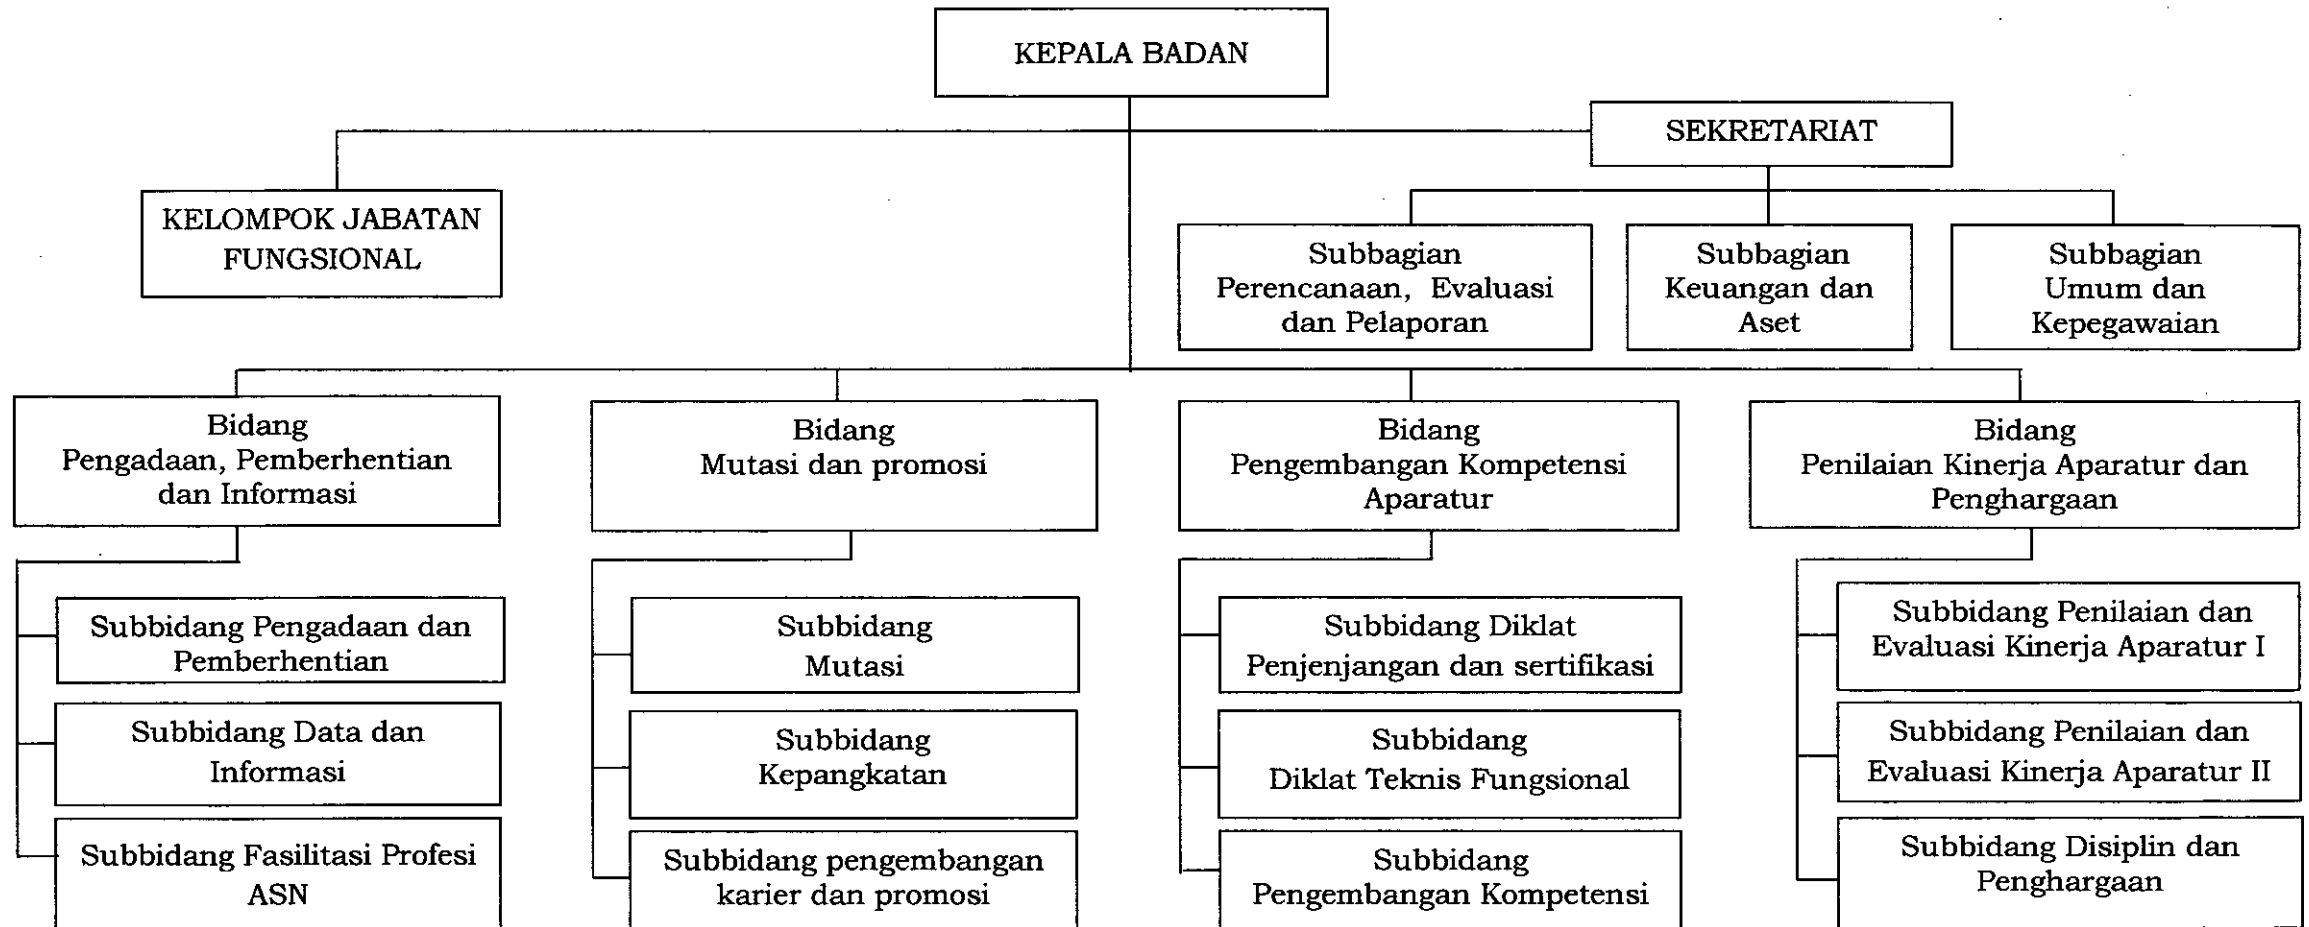 KEPALA BADAN
SEKRETARIAT
KELOMPOK JABATAN
FUNGSIONAL
Subbagian
Perencanaan, Evaluasi
dan Pelaporan
Subbagian
Keuangan dan
Aset
Subbagian
Umum dan
Kepegawaian
Bidang
Pengadaan, Pemberhentian
dan Informasi
Bidang
Mutasi dan promosi
Bidang
Pengembangan Kompetensi
Aparatur
Bidang
Penilaian Kinerja Aparatur dan
Penghargaan
Subbidang Pengadaan dan
Pemberhentian
Subbidang Data dan
Informasi
Subbidang Fasilitasi Profesi
ASN
Subbidang
Mutasi
Subbidang
Kepangkatan
Subbidang pengembangan
karier dan promosi
Subbidang Diklat
Penjenjangan dan sertifikasi
Subbidang
Diklat Teknis Fungsional
Subbidang
Pengembangan Kompetensi
Subbidang Penilaian dan
Evaluasi Kinerja Aparatur I
Subbidang Penilaian dan
Evaluasi Kinerja Aparatur II
Subbidang Disiplin dan
Penghargaan